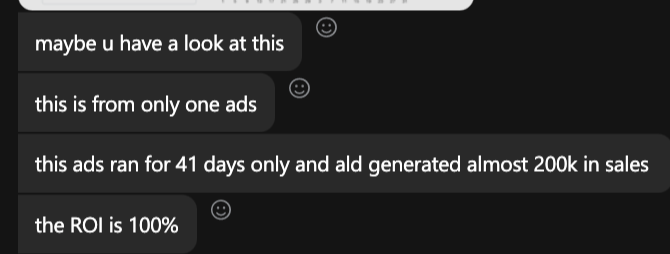 maybe u have a look at this
this is from only one ads
this ads ran for 41 days only and ald generated almost 200k in sales
the ROI is 100%